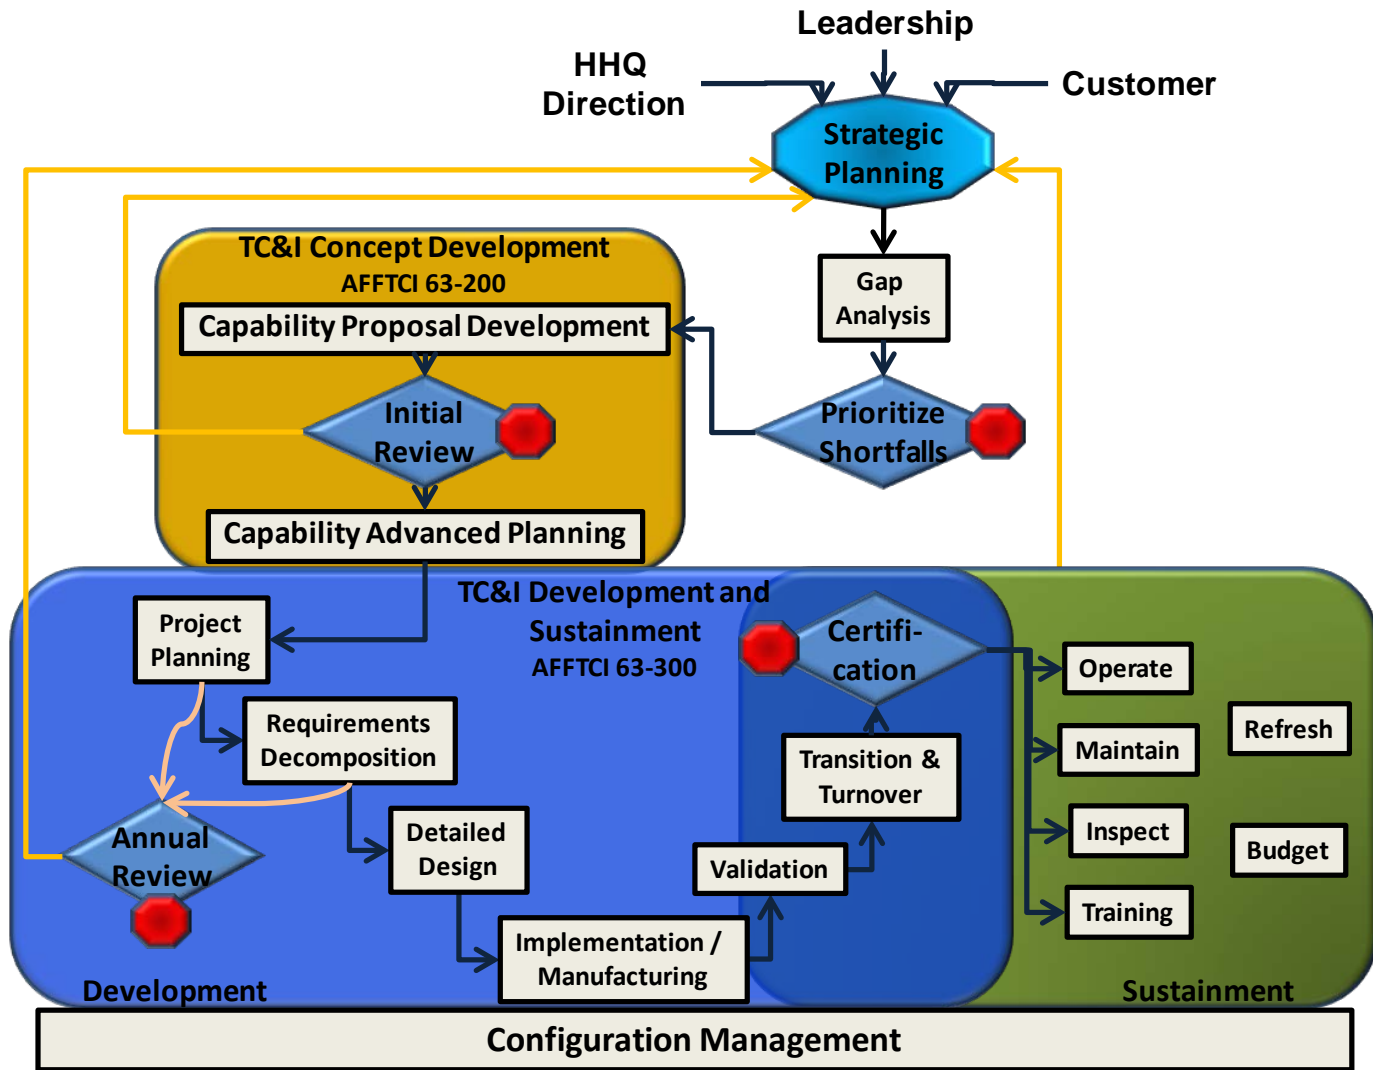 Leadership
HHQ
Direction
Customer
Strategic
Planning
TC&I Concept Development
AFFTCI 63-200
Gap
Analysis
Capability Proposal Development
Initial
Review
Prioritize
Shortfalls
Capability Advanced Planning
TC&I Development and
Sustainment
AFFTCI 63-300
Project
Planning
Certifi-
cation
Operate
Requirements
Decomposition
Refresh
Maintain
Transition &
Turnover
Annual
Review
Detailed
Design
Inspect
Budget
Validation
Training
Implementation /
Manufacturing
Development
Sustainment
Configuration Management